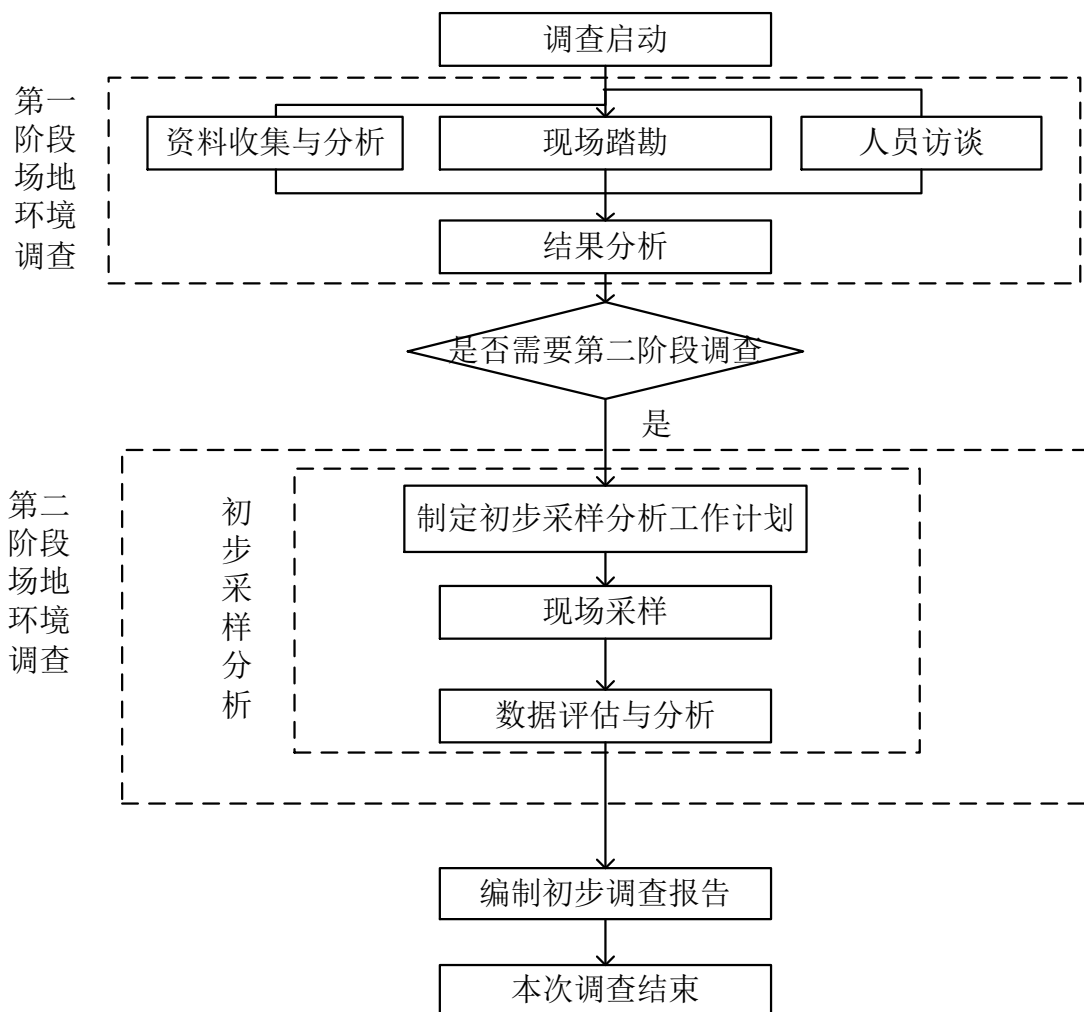 调查启动
第一
阶段
场地
环境
调查
资料收集与分析
现场踏勘
人员访谈
结果分析
是否需要第二阶段调查
是
第二
阶段
场地
环境
调查
初
步
采
样
分
析
制定初步采样分析工作计划
现场采样
数据评估与分析
编制初步调查报告
本次调查结束